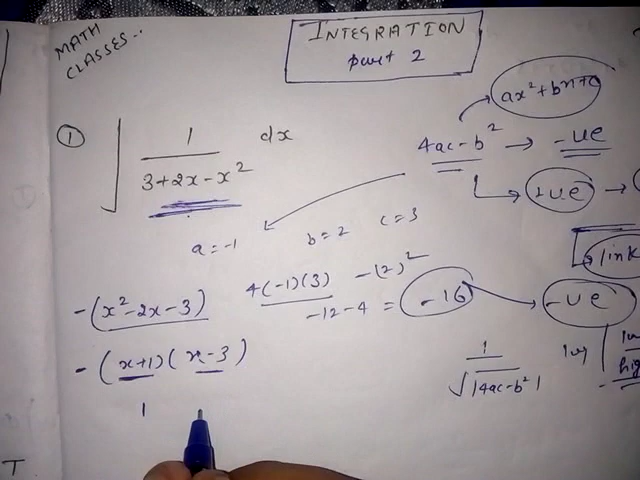 MATH
CLASSES..
INTEGRATION
part 2
① ∫ 1/(3+2x-x²) dx
ax²+bx+c
4ac-b² → -ve
+ve →
a=-1 b=2 c=3
4(-1)(3) -(2)²
-12-4 = -16
-ve
link
-(x²-2x-3)
-(x+1)(x-3)
1
1/√|4ac-b²|
T